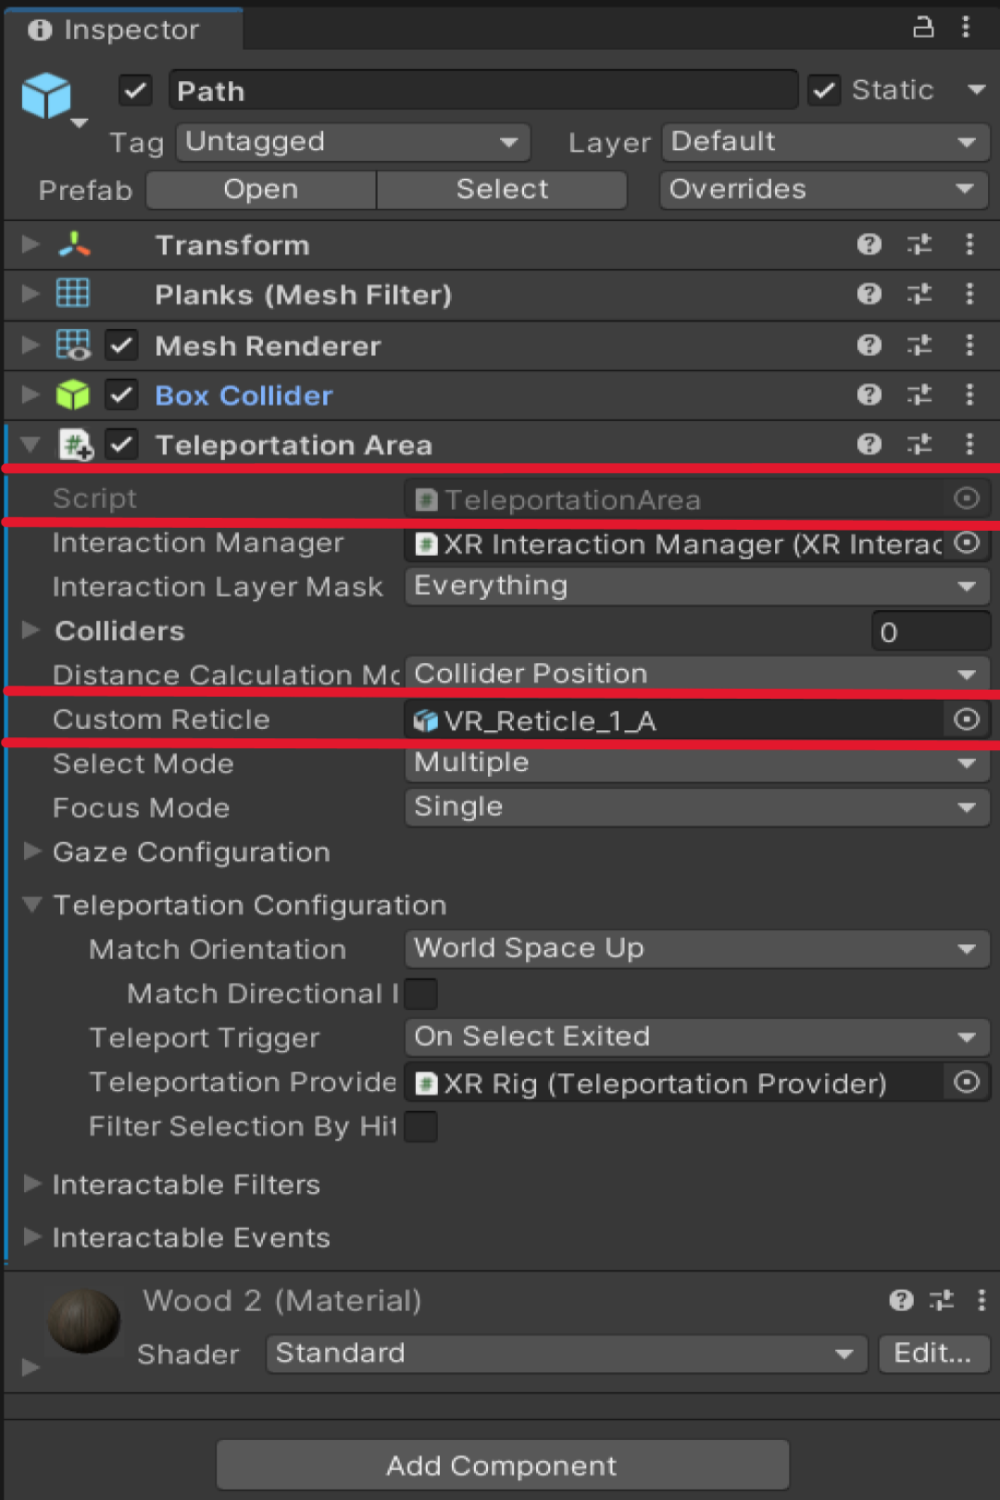 Inspector
Path Static
Tag Untagged Layer Default
Prefab Open Select Overrides
Transform
Planks (Mesh Filter)
Mesh Renderer
Box Collider
Teleportation Area
Script TeleportationArea
Interaction Manager XR Interaction Manager (XR Interac
Interaction Layer Mask Everything
Colliders 0
Distance Calculation Mc Collider Position
Custom Reticle VR_Reticle_1_A
Select Mode Multiple
Focus Mode Single
Gaze Configuration
Teleportation Configuration
Match Orientation World Space Up
Match Directional I
Teleport Trigger On Select Exited
Teleportation Provide XR Rig (Teleportation Provider)
Filter Selection By Hit
Interactable Filters
Interactable Events
Wood 2 (Material)
Shader Standard Edit...
Add Component